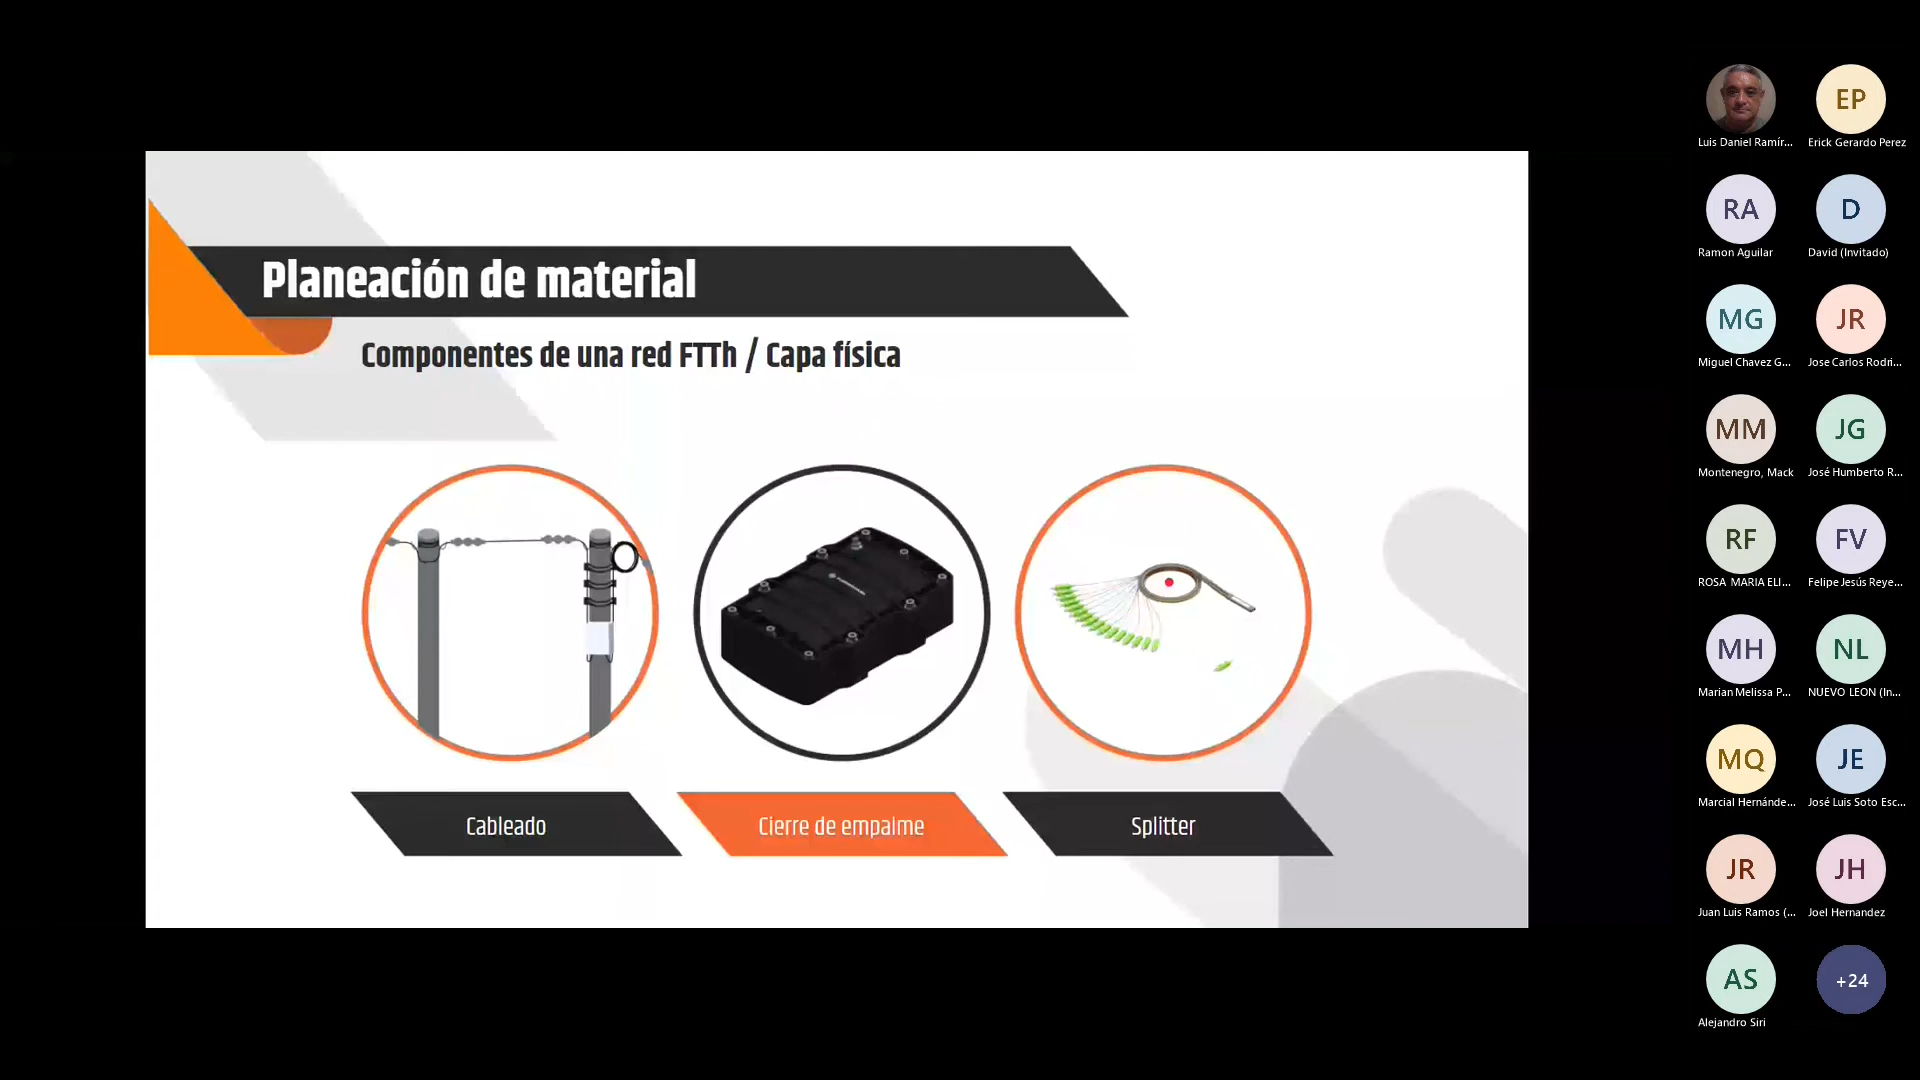 Planeación de material
Componentes de una red FTTh / Capa física
Cableado
Cierre de empalme
Splitter
Luis Daniel Ramír...
EP
Erick Gerardo Perez
RA
Ramon Aguilar
D
David (Invitado)
MG
Miguel Chavez G...
JR
Jose Carlos Rodri...
MM
Montenegro, Mack
JG
José Humberto R...
RF
ROSA MARIA ELI...
FV
Felipe Jesús Reye...
MH
Marian Melissa P...
NL
NUEVO LEON (In...
MQ
Marcial Hernánde...
JE
José Luis Soto Esc...
JR
Juan Luis Ramos (...
JH
Joel Hernandez
AS
Alejandro Siri
+24